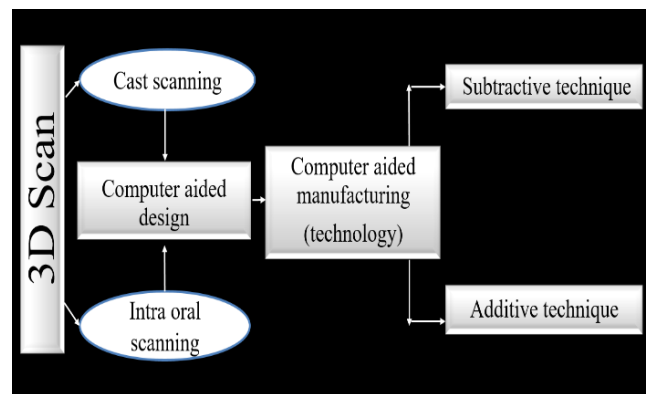 3D Scan
Cast scanning
Computer aided
design
Intra oral
scanning
Computer aided
manufacturing
(technology)
Subtractive technique
Additive technique